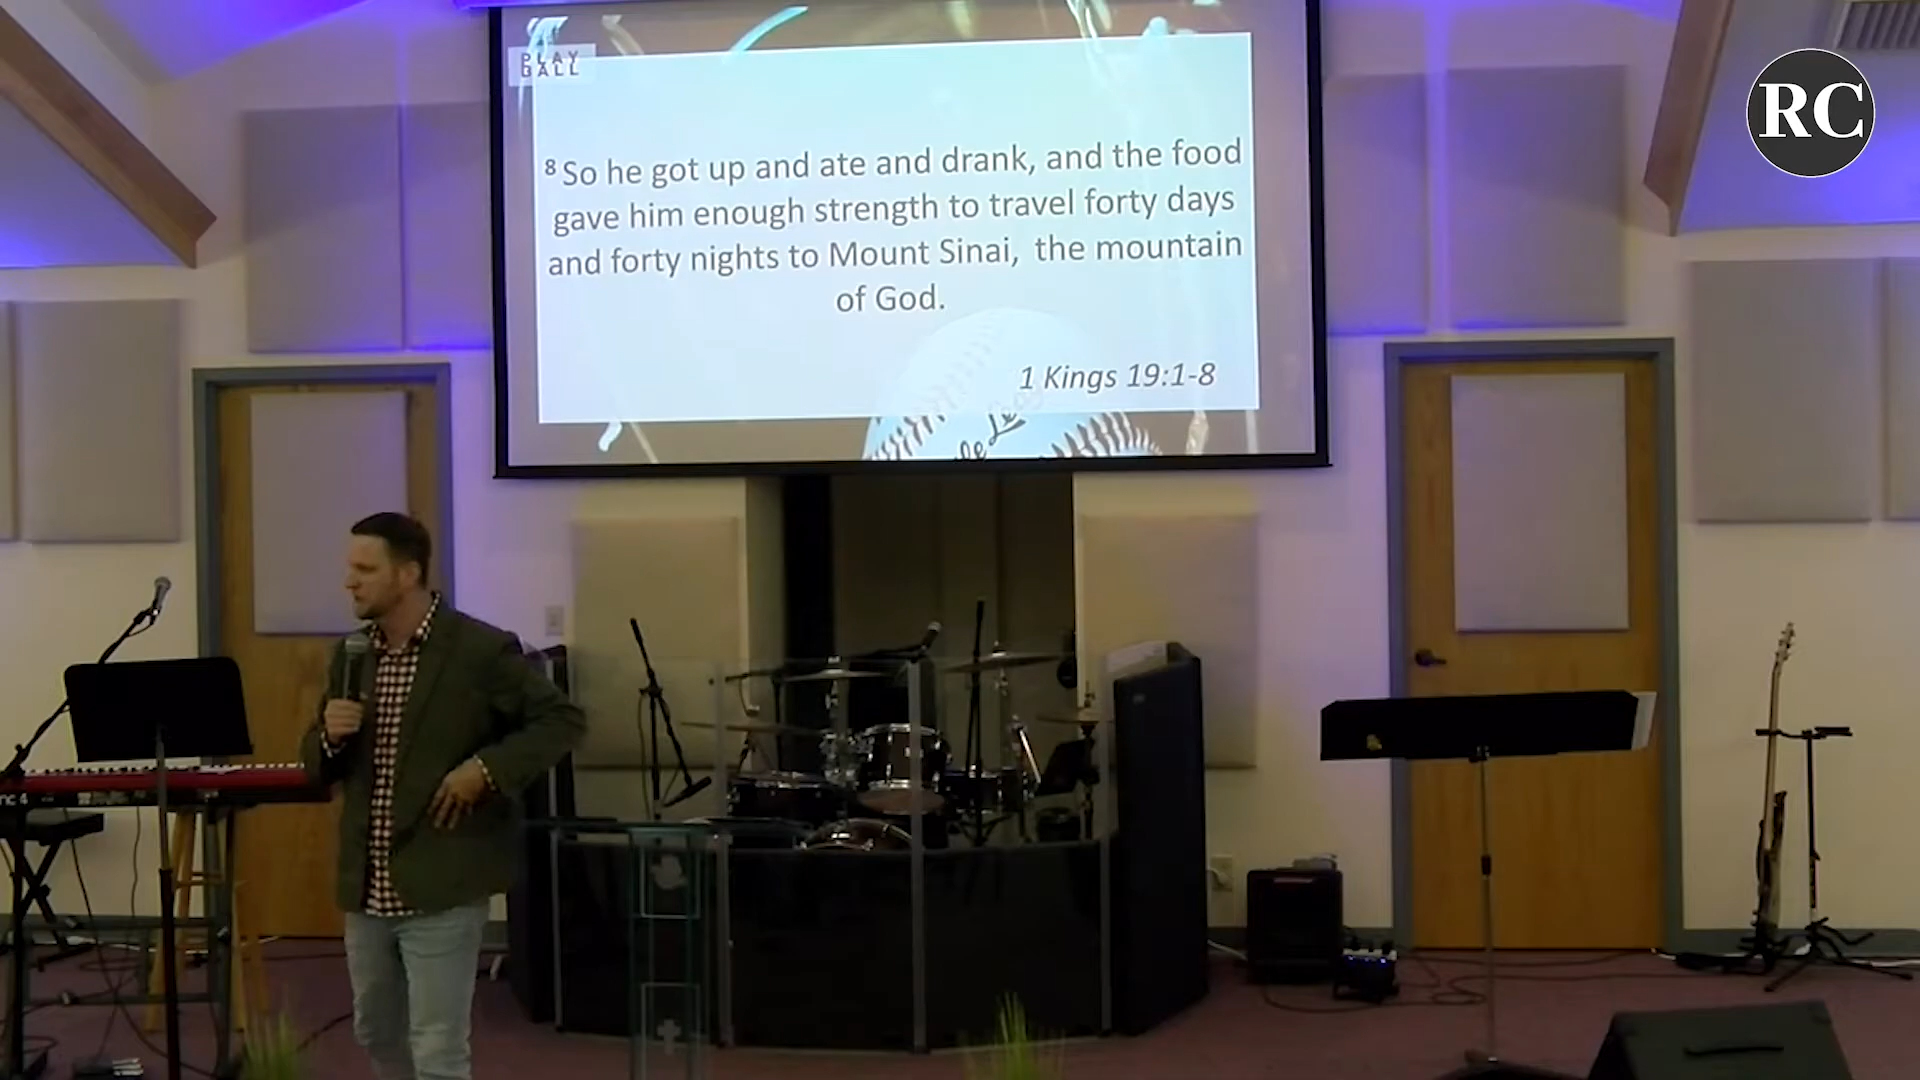 PLAY
BALL
RC
8 So he got up and ate and drank, and the food
gave him enough strength to travel forty days
and forty nights to Mount Sinai, the mountain
of God.
1 Kings 19:1-8